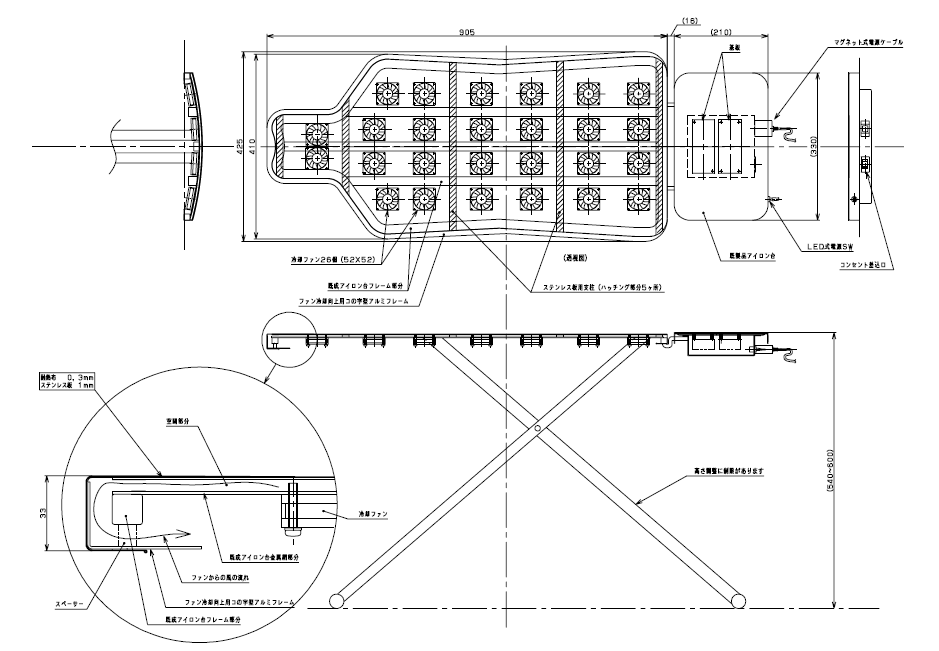 (16)
905
(210)
マグネット式電源ケーブル
基板
425
410
(330)
LED式電源SW
冷却ファン26個 (52X52)
(透視図)
既製品アイロン台
コンセント差込口
既成アイロン台フレーム部分
ステンレス板用支柱 (ハッチング部分5ヶ所)
ファン冷却向上用コの字型アルミフレーム
耐熱布 0.3mm
ステンレス板 1mm
空間部分
(540~600)
高さ調整に制限があります
33
冷却ファン
既成アイロン台金属網部分
ファンからの風の流れ
スペーサー
ファン冷却向上用コの字型アルミフレーム
既成アイロン台フレーム部分